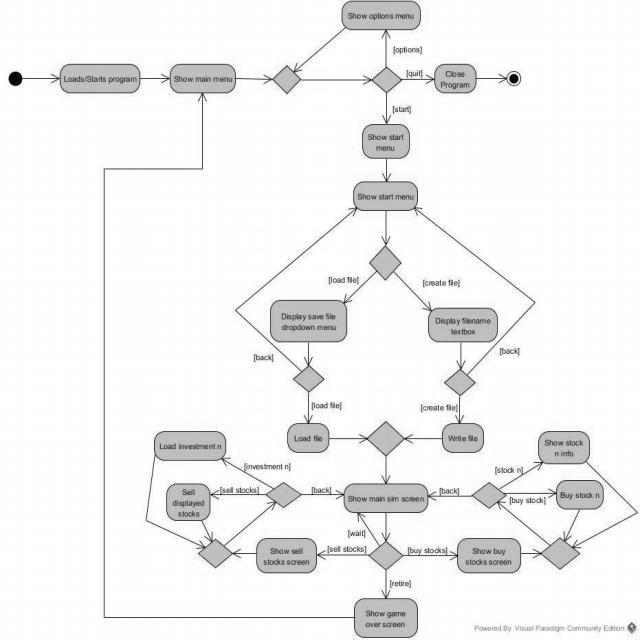 Show options menu
[options]
Loads/Starts program
Show main menu
[quit]
Close
Program
[start]
Show start
menu
Show start menu
[load file]
[create file]
Display save file
dropdown menu
Display filename
textbox
[back]
[back]
[load file]
[create file]
Load file
Write file
Load investment n
Show stock
n info
[investment n]
[stock n]
Sell
displayed
stocks
[sell stocks]
[back]
Show main sim screen
[back]
[buy stock]
Buy stock n
[wait]
Show sell
stocks screen
[sell stocks]
[buy stocks]
Show buy
stocks screen
[retire]
Show game
over screen
Powered By Visual Paradigm Community Edition